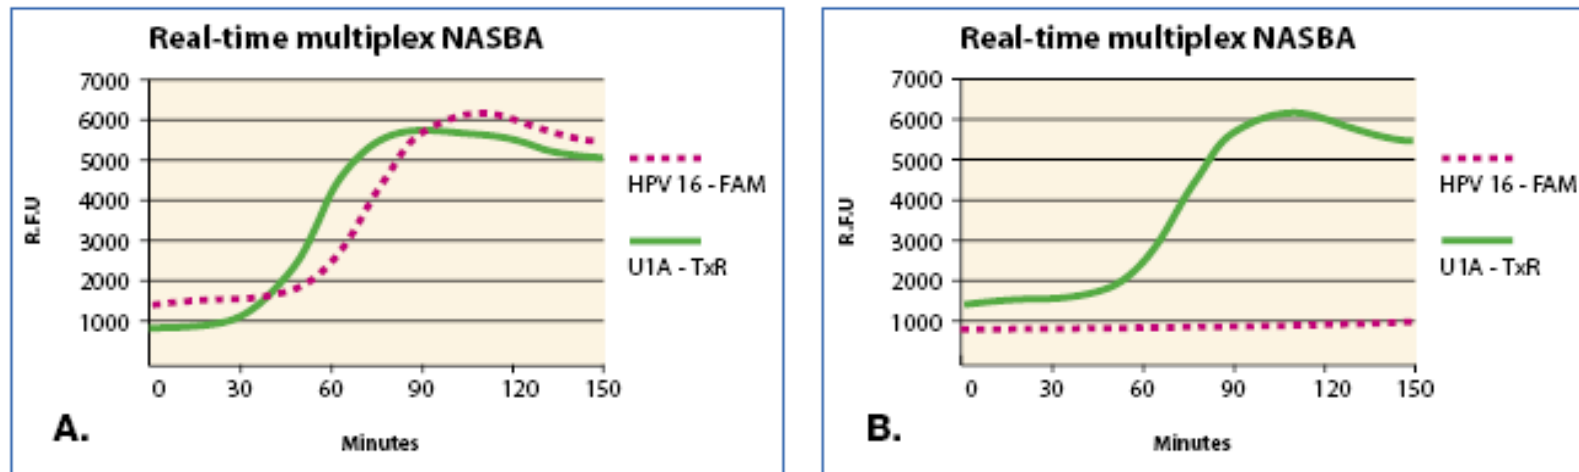 Real-time multiplex NASBA
7000
6000
5000
4000
3000
2000
1000
R.F.U
0 30 60 90 120 150
Minutes
HPV 16 - FAM
U1A - TxR
A.
Real-time multiplex NASBA
7000
6000
5000
4000
3000
2000
1000
R.F.U
0 30 60 90 120 150
Minutes
HPV 16 - FAM
U1A - TxR
B.